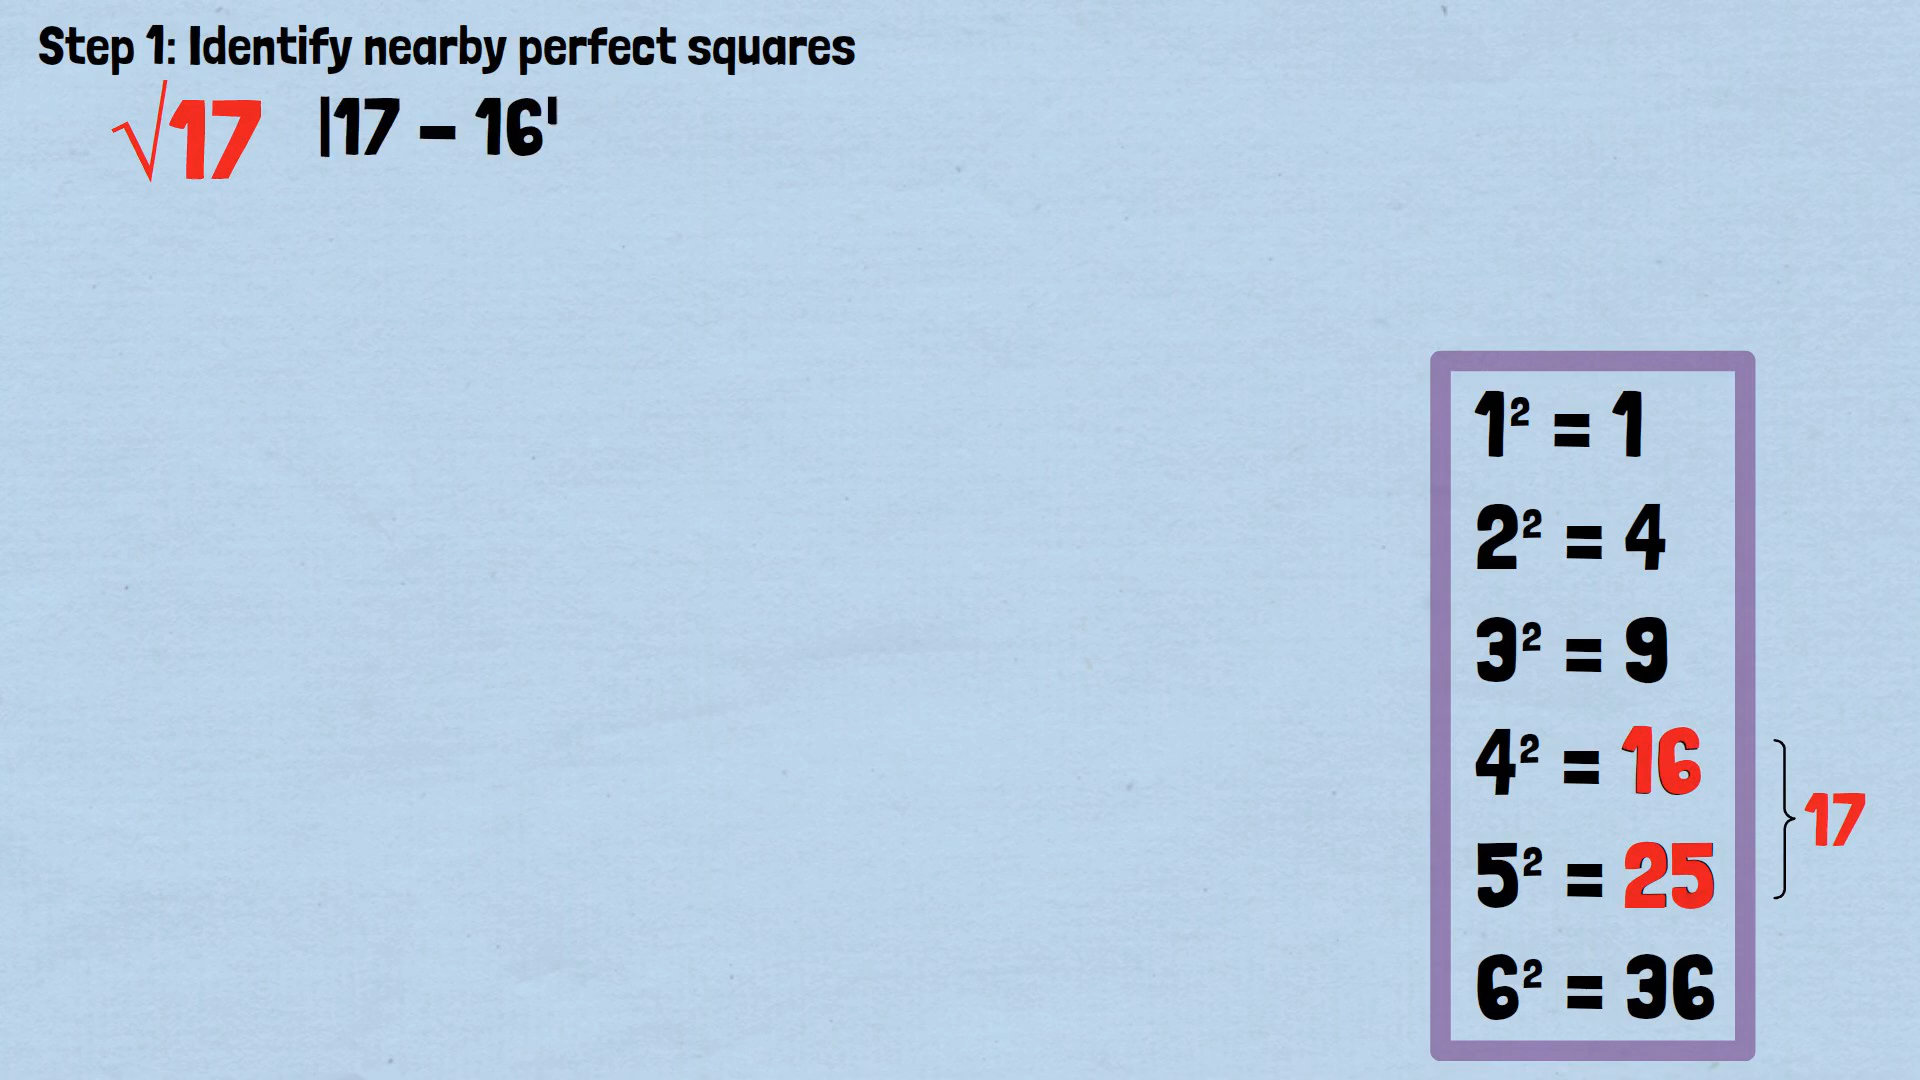 Step 1: Identify nearby perfect squares
√17 |17 – 16'
1² = 1
2² = 4
3² = 9
4² = 16
17
5² = 25
6² = 36